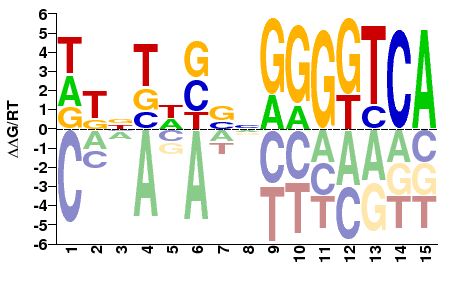 ΔΔG/RT
6
5
4
3
2
1
0
-1
-2
-3
-4
-5
-6
T A G C
T G A C
G T A
T G C A
T A C G
G C T A
G C A T
G A C T
G A C T
G A C T
G T A C
T C A G
C A G T
A C G T
1 2 3 4 5 6 7 8 9 10 11 12 13 14 15